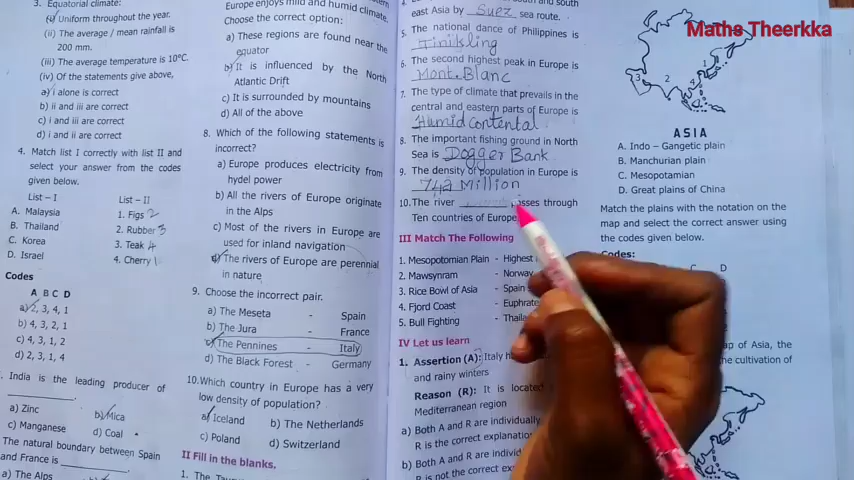 3. Equatorial climate:
(i) Uniform throughout the year.
(ii) The average / mean rainfall is
200 mm.
(iii) The average temperature is 10°C.
(iv) Of the statements give above,
a) i alone is correct
b) ii and iii are correct
c) i and iii are correct
d) i and ii are correct
4. Match list I correctly with list II and
select your answer from the codes
given below.
List – I List – II
A. Malaysia 1. Figs 2
B. Thailand 2. Rubber 3
C. Korea 3. Teak 4
D. Israel 4. Cherry 1
Codes
A B C D
a) 2, 3, 4, 1
b) 4, 3, 2, 1
c) 4, 3, 1, 2
d) 2, 3, 1, 4
India is the leading producer of
a) Zinc b) Mica
c) Manganese d) Coal
The natural boundary between Spain
and France is
a) The Alps
Europe enjoys mild and humid climate.
Choose the correct option:
a) These regions are found near the
equator
b) It is influenced by the North
Atlantic Drift
c) It is surrounded by mountains
d) All of the above
8. Which of the following statements is
incorrect?
a) Europe produces electricity from
hydel power
b) All the rivers of Europe originate
in the Alps
c) Most of the rivers in Europe are
used for inland navigation
d) The rivers of Europe are perennial
in nature
9. Choose the incorrect pair.
a) The Meseta - Spain
b) The Jura - France
c) The Pennines - Italy
d) The Black Forest - Germany
10. Which country in Europe has a very
low density of population?
a) Iceland b) The Netherlands
c) Poland d) Switzerland
II Fill in the blanks.
east Asia by Suez sea route.
5. The national dance of Philippines is
Tinikling
6. The second highest peak in Europe is
Mont Blanc
7. The type of climate that prevails in the
central and eastern parts of Europe is
Humid contental
8. The important fishing ground in North
Sea is Dogger Bank
9. The density of population in Europe is
742 Million
10. The river passes through
Ten countries of Europe
III Match The Following
1. Mesopotomian Plain - Highest
2. Mawsynram - Norway
3. Rice Bowl of Asia - Spain
4. Fjord Coast - Euphrate
5. Bull Fighting - Thaila
IV Let us learn
1. Assertion (A): Italy h
and rainy winters
Reason (R): It is located
Mediterranean region
a) Both A and R are individually
R is the correct explanation
b) Both A and R are individ
R is not the correct exp
Maths Theerkka
1
2
3
4
ASIA
A. Indo – Gangetic plain
B. Manchurian plain
C. Mesopotamian
D. Great plains of China
Match the plains with the notation on the
map and select the correct answer using
the codes given below.
Codes:
C D
ap of Asia, the
the cultivation of